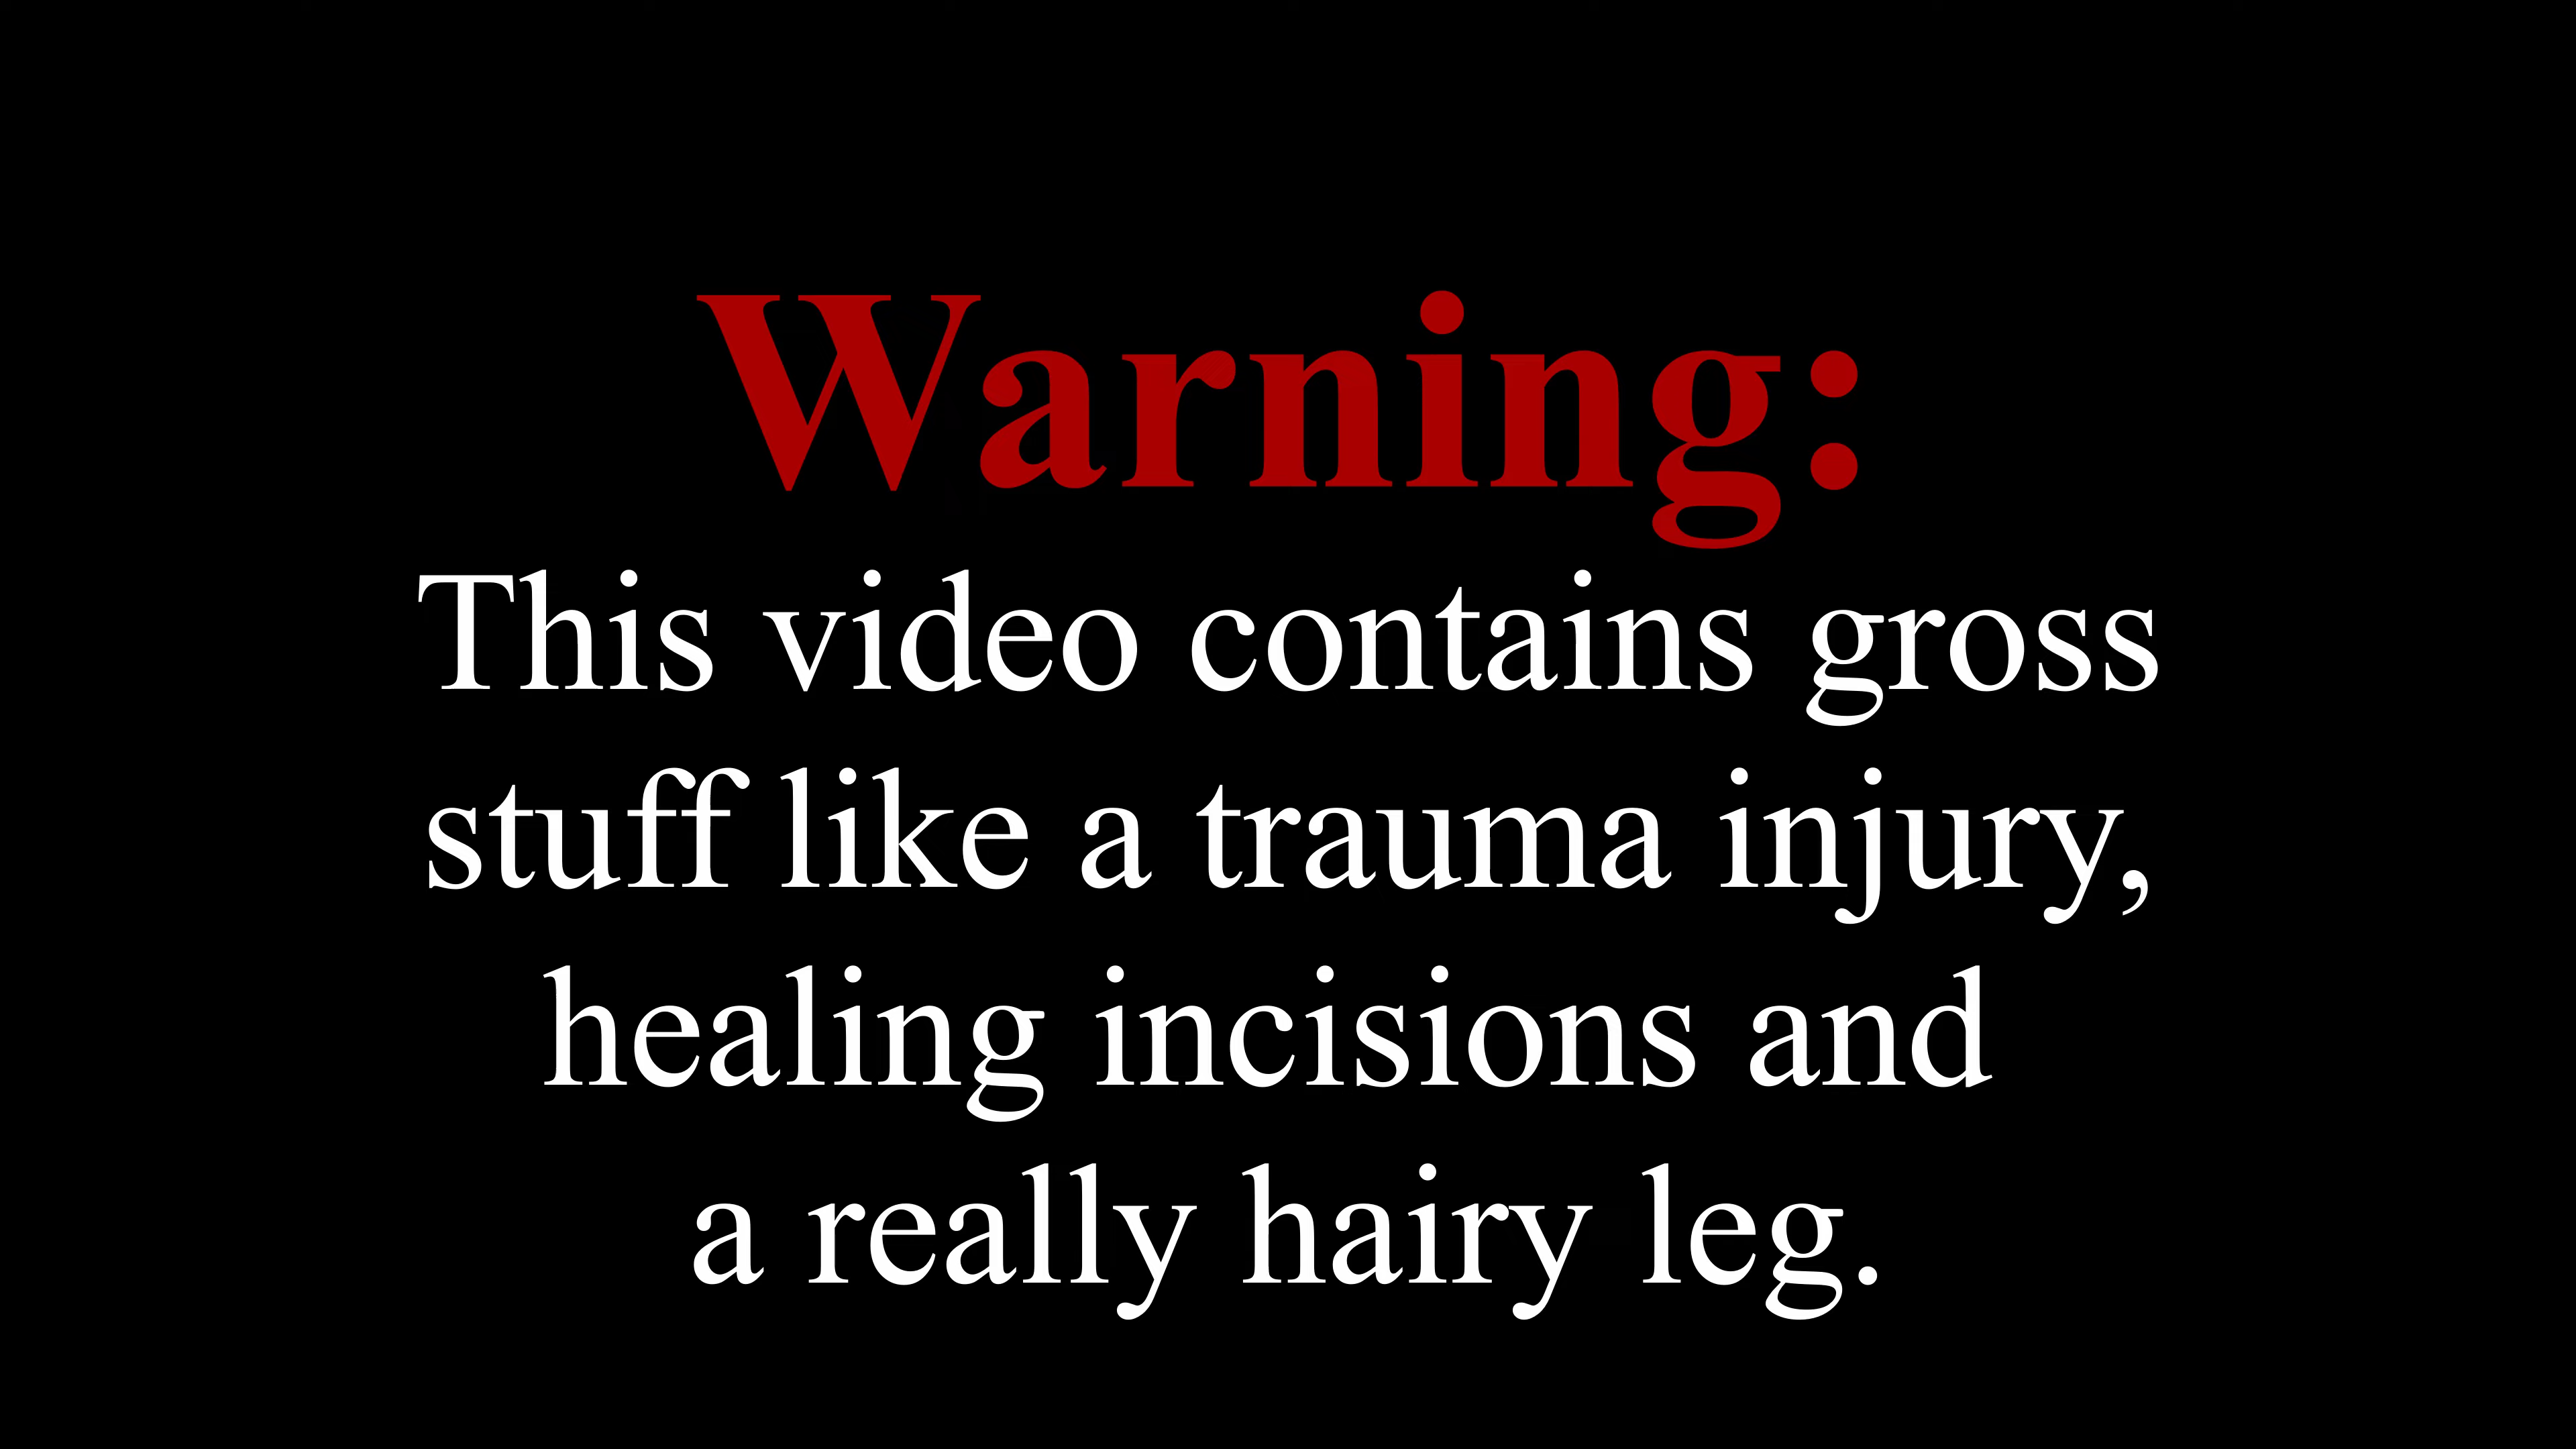 Warning:
This video contains gross
stuff like a trauma injury,
healing incisions and
a really hairy leg.